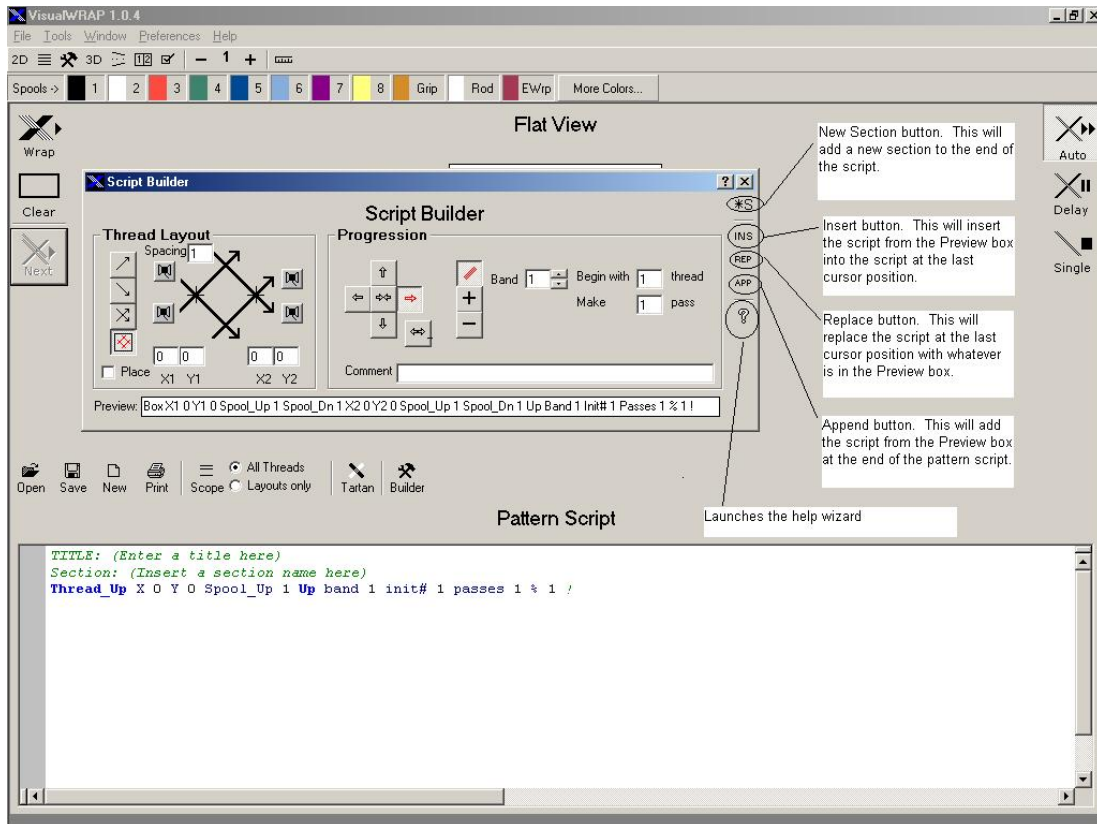 VisualWRAP 1.0.4
File Tools Window Preferences Help
2D 3D 1 2 - 1 +
Spools -> 1 2 3 4 5 6 7 8 Grip Rod EWrp More Colors...
Flat View
Wrap
Clear
Next
Auto
Delay
Single
Script Builder
Script Builder
Thread Layout
Spacing 1
0 0 0 0
Place X1 Y1 X2 Y2
Progression
Band 1 Begin with 1 thread
Make 1 pass
Comment
Preview: Box X1 0 Y1 0 Spool_Up 1 Spool_Dn 1 X2 0 Y2 0 Spool_Up 1 Spool_Dn 1 Up Band 1 Init# 1 Passes 1 % 1 !
*S
INS
REP
APP
?
New Section button. This will
add a new section to the end of
the script.
Insert button. This will insert
the script from the Preview box
into the script at the last
cursor position.
Replace button. This will
replace the script at the last
cursor position with whatever
is in the Preview box.
Append button. This will add
the script from the Preview box
at the end of the pattern script.
Launches the help wizard
Open Save New Print Scope All Threads Layouts only Tartan Builder
Pattern Script
TITLE: (Enter a title here)
Section: (Insert a section name here)
Thread_Up X 0 Y 0 Spool_Up 1 Up band 1 init# 1 passes 1 % 1 !